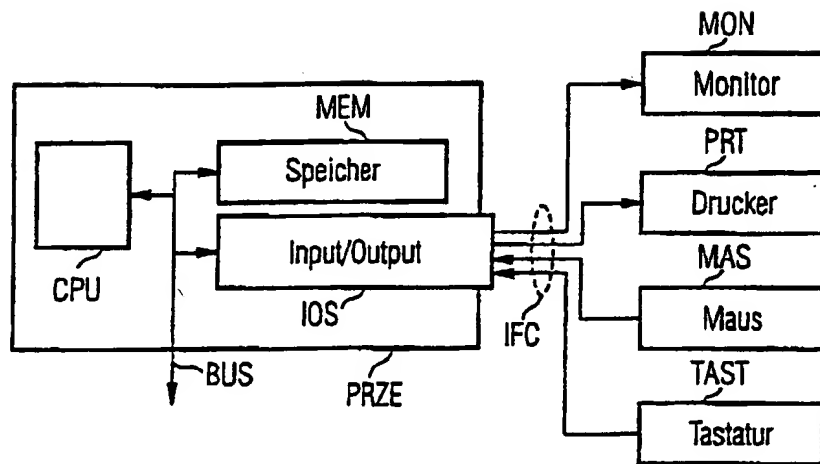 MON
Monitor
MEM
Speicher
PRT
Drucker
CPU
Input/Output
IOS
IFC
MAS
Maus
BUS
PRZE
TAST
Tastatur